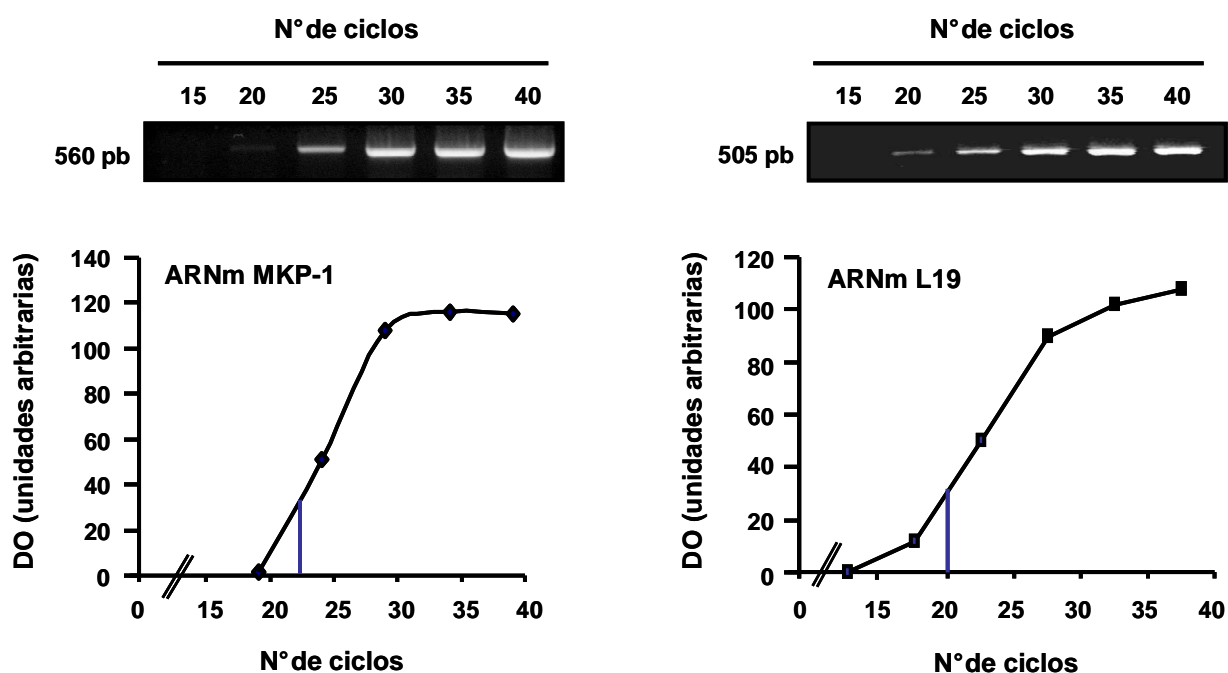 N° de ciclos
15 20 25 30 35 40
560 pb
140
120
100
80
60
40
20
0
DO (unidades arbitrarias)
ARNm MKP-1
0 15 20 25 30 35 40
N° de ciclos
N° de ciclos
15 20 25 30 35 40
505 pb
120
100
80
60
40
20
0
DO (unidades arbitrarias)
ARNm L19
0 15 20 25 30 35 40
N° de ciclos